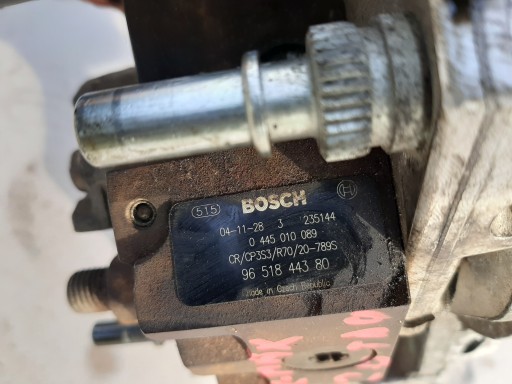 515 BOSCH
04-11-28 3 235144
0 445 010 089
CR/CP3S3/R70/20-789S
96 518 443 80
Made in Czech Republic